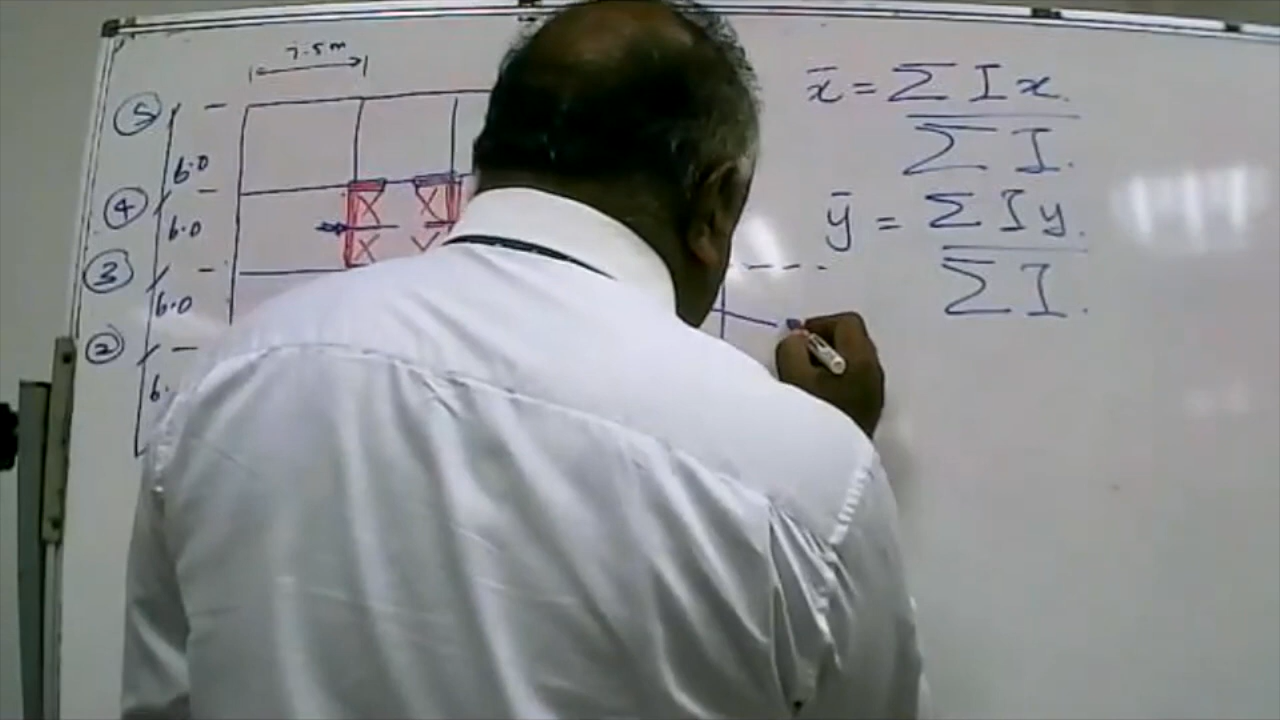 7.5m
x̄ = Σ I x.
Σ I.
ȳ = Σ I y.
Σ I.
5
6.0
4
6.0
3
6.0
2
6.
X X
X